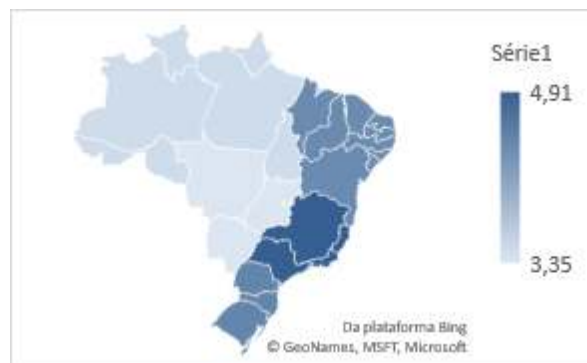 Série1
4,91
3,35
Da plataforma Bing
© GeoNames, MSFT, Microsoft